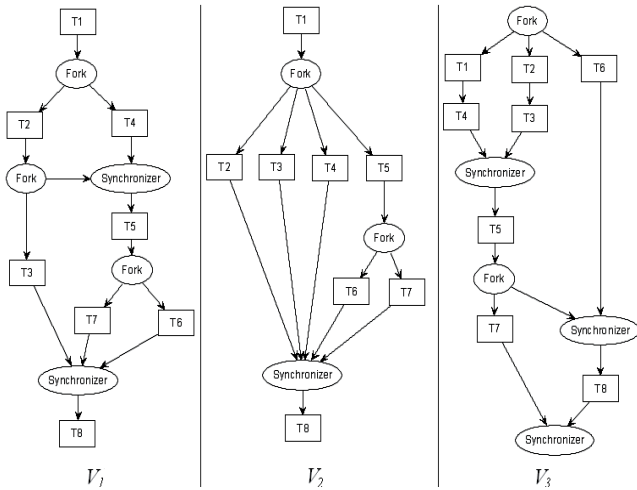 T1
Fork
T2
T4
Fork
Synchronizer
T5
T3
Fork
T7
T6
Synchronizer
T8
V1
T1
Fork
T2
T3
T4
T5
Fork
T6
T7
Synchronizer
T8
V2
Fork
T1
T2
T6
T4
T3
Synchronizer
T5
Fork
T7
Synchronizer
T8
Synchronizer
V3